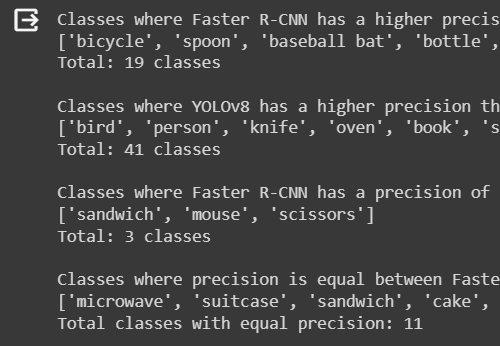 Classes where Faster R-CNN has a higher precis
['bicycle', 'spoon', 'baseball bat', 'bottle',
Total: 19 classes
Classes where YOLOv8 has a higher precision th
['bird', 'person', 'knife', 'oven', 'book', 's
Total: 41 classes
Classes where Faster R-CNN has a precision of
['sandwich', 'mouse', 'scissors']
Total: 3 classes
Classes where precision is equal between Faste
['microwave', 'suitcase', 'sandwich', 'cake',
Total classes with equal precision: 11